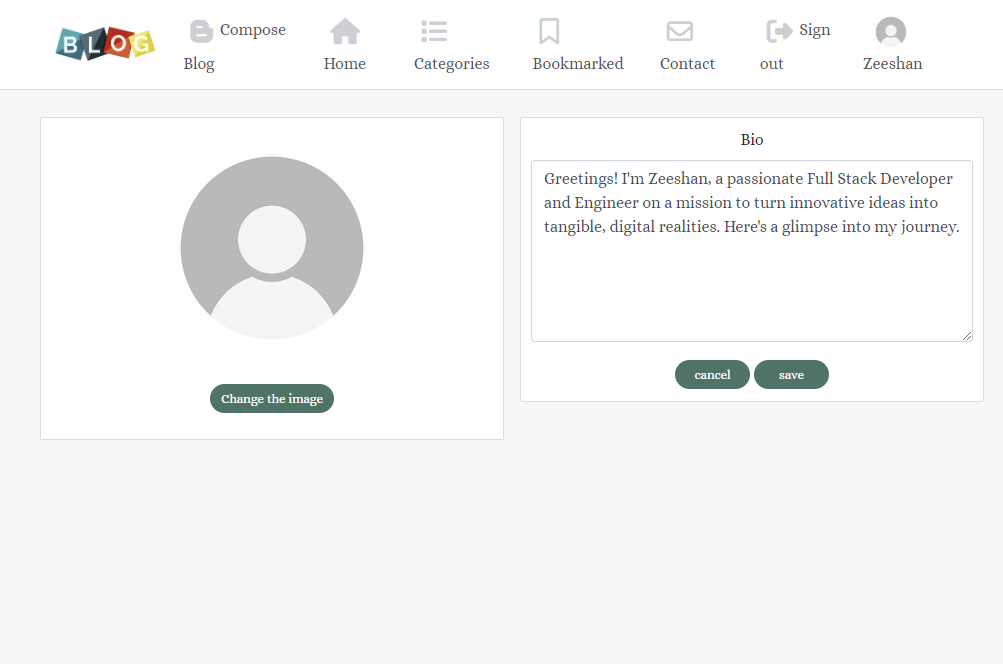 BLOG
Compose
Blog
Home
Categories
Bookmarked
Contact
Sign
out
Zeeshan
Change the image
Bio
Greetings! I'm Zeeshan, a passionate Full Stack Developer
and Engineer on a mission to turn innovative ideas into
tangible, digital realities. Here's a glimpse into my journey.
cancel
save